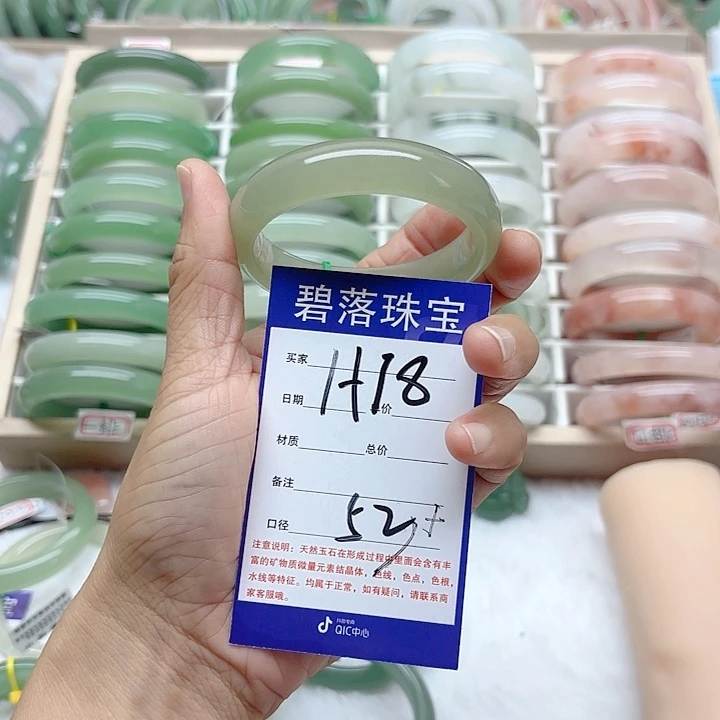 碧落珠宝
买家
H18
日期 价
材质 总价
备注
口径 52+
注意说明：天然玉石在形成过程中里面会含有丰
富的矿物质微量元素结晶体，色线，色点，色根，
水线等特征。均属于正常，如有疑问，请联系商
家客服哦。
抖音电商
QIC中心